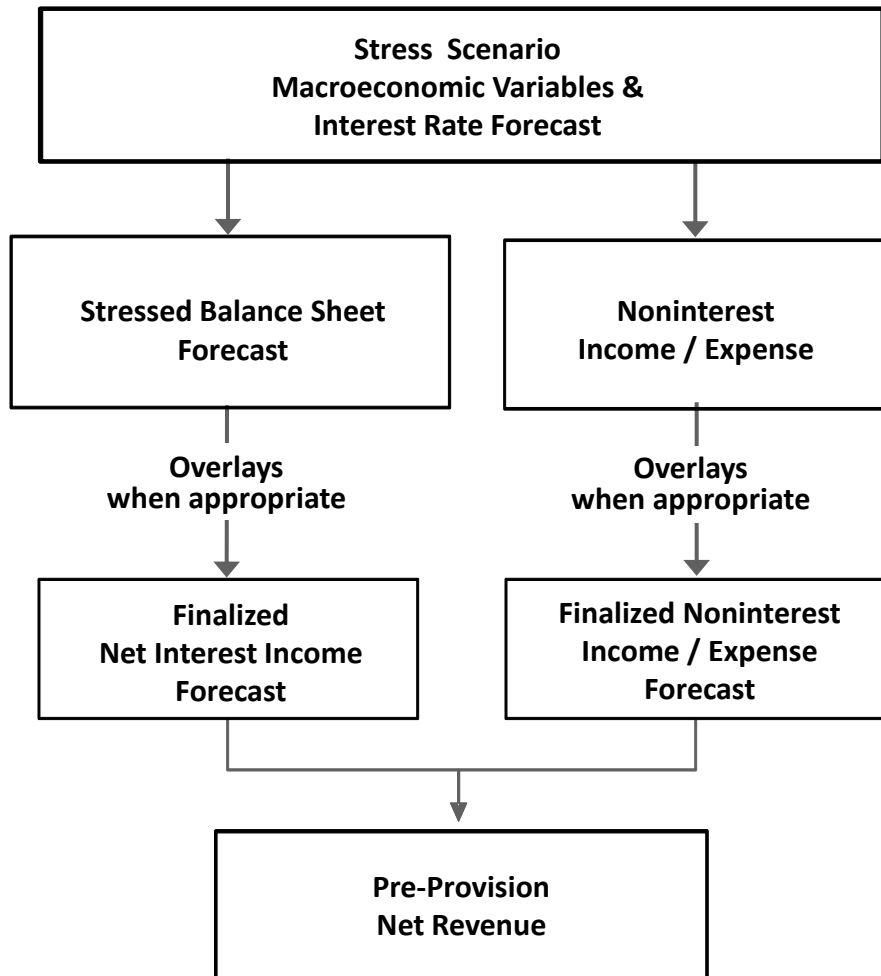 Stress Scenario
Macroeconomic Variables &
Interest Rate Forecast
Stressed Balance Sheet
Forecast
Noninterest
Income / Expense
Overlays
when appropriate
Overlays
when appropriate
Finalized
Net Interest Income
Forecast
Finalized Noninterest
Income / Expense
Forecast
Pre-Provision
Net Revenue